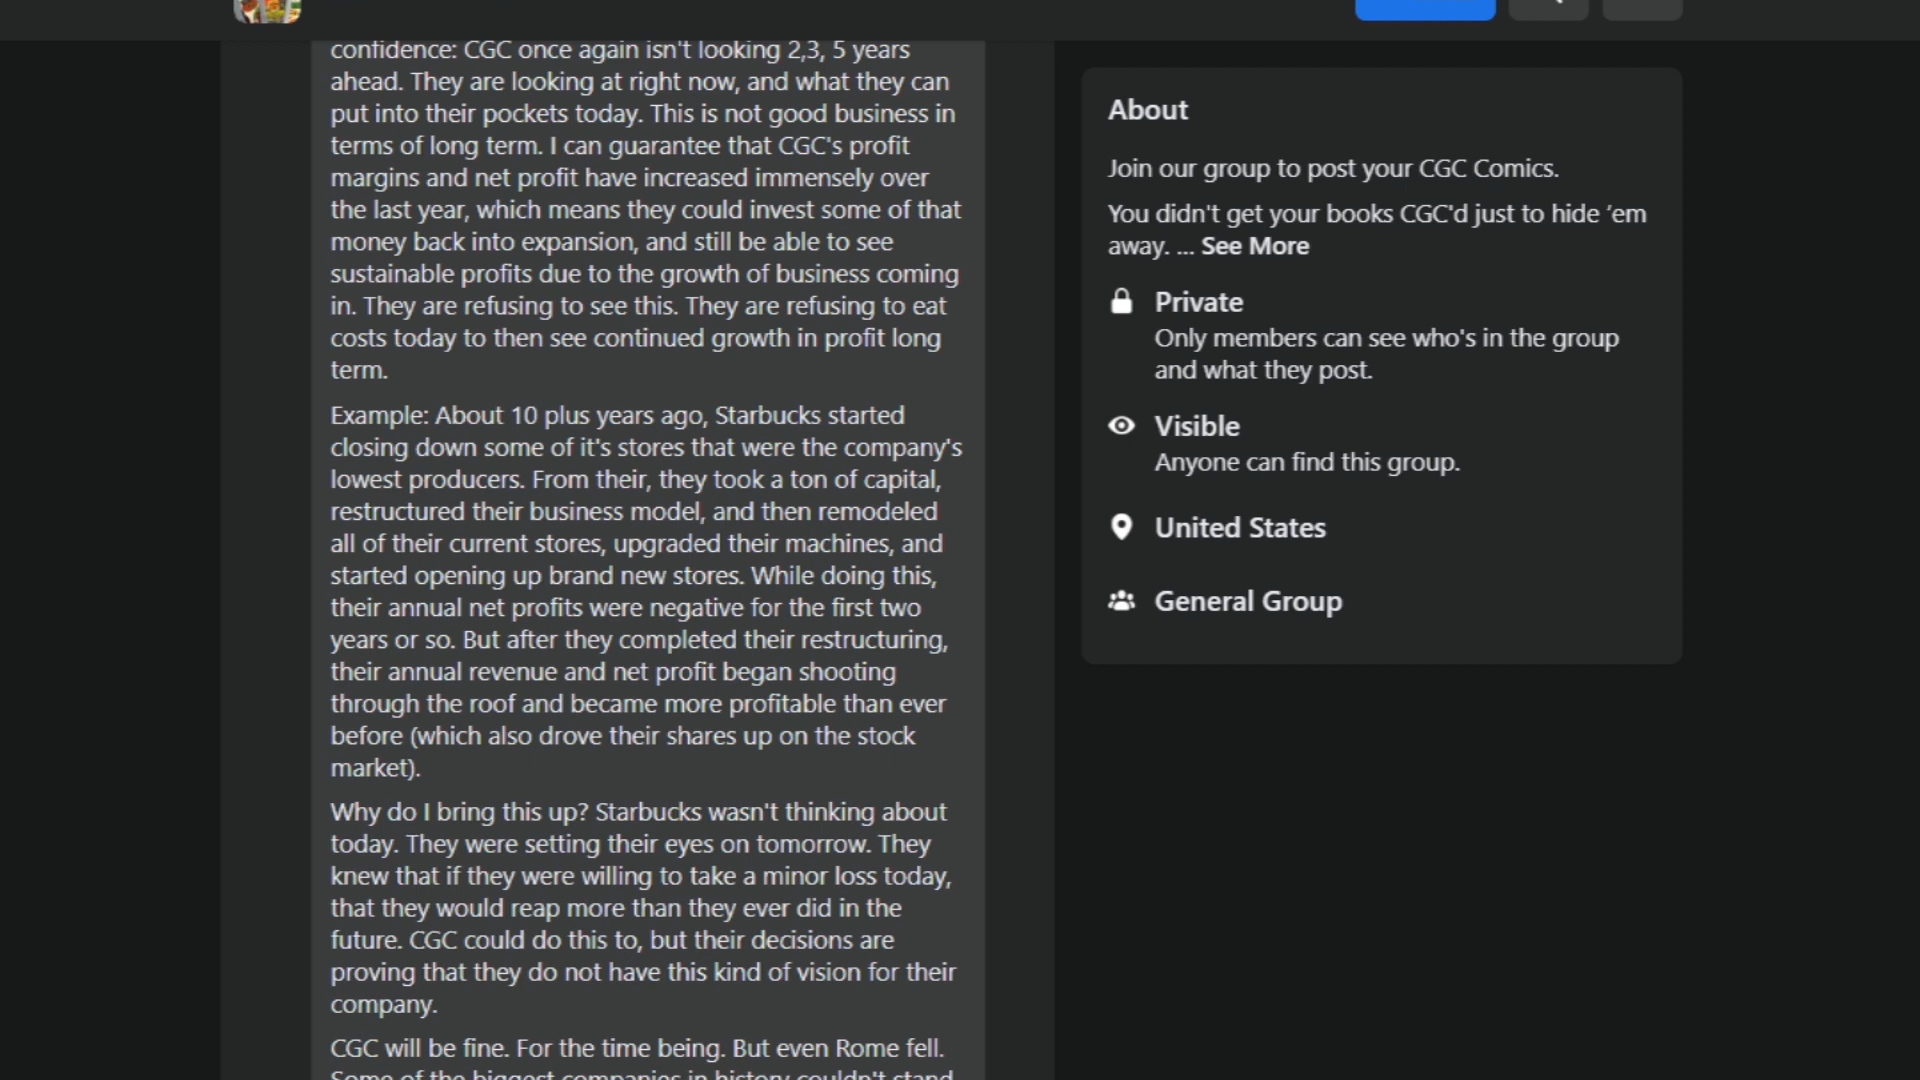 confidence: CGC once again isn't looking 2,3, 5 years
ahead. They are looking at right now, and what they can
put into their pockets today. This is not good business in
terms of long term. I can guarantee that CGC's profit
margins and net profit have increased immensely over
the last year, which means they could invest some of that
money back into expansion, and still be able to see
sustainable profits due to the growth of business coming
in. They are refusing to see this. They are refusing to eat
costs today to then see continued growth in profit long
term.
Example: About 10 plus years ago, Starbucks started
closing down some of it's stores that were the company's
lowest producers. From their, they took a ton of capital,
restructured their business model, and then remodeled
all of their current stores, upgraded their machines, and
started opening up brand new stores. While doing this,
their annual net profits were negative for the first two
years or so. But after they completed their restructuring,
their annual revenue and net profit began shooting
through the roof and became more profitable than ever
before (which also drove their shares up on the stock
market).
Why do I bring this up? Starbucks wasn't thinking about
today. They were setting their eyes on tomorrow. They
knew that if they were willing to take a minor loss today,
that they would reap more than they ever did in the
future. CGC could do this to, but their decisions are
proving that they do not have this kind of vision for their
company.
CGC will be fine. For the time being. But even Rome fell.
Some of the biggest companies in history couldn't stand
About
Join our group to post your CGC Comics.
You didn't get your books CGC'd just to hide ‘em
away. ... See More
Private
Only members can see who's in the group
and what they post.
Visible
Anyone can find this group.
United States
General Group